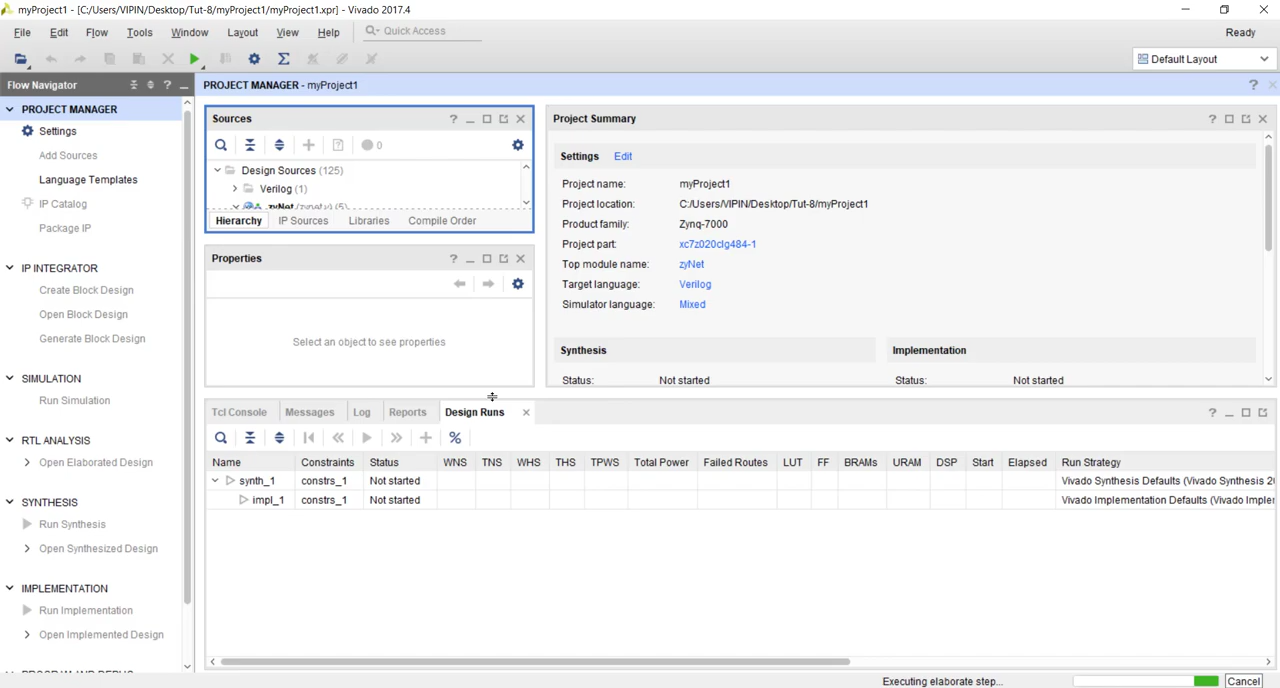 myProject1 - [C:/Users/VIPIN/Desktop/Tut-8/myProject1/myProject1.xpr] - Vivado 2017.4
File Edit Flow Tools Window Layout View Help Quick Access Ready
Default Layout
Flow Navigator
PROJECT MANAGER
Settings
Add Sources
Language Templates
IP Catalog
Package IP
IP INTEGRATOR
Create Block Design
Open Block Design
Generate Block Design
SIMULATION
Run Simulation
RTL ANALYSIS
Open Elaborated Design
SYNTHESIS
Run Synthesis
Open Synthesized Design
IMPLEMENTATION
Run Implementation
Open Implemented Design
PROGRAM AND DEBUG
PROJECT MANAGER - myProject1
Sources
0
Design Sources (125)
Verilog (1)
zyNet (zynet.v) (5)
Hierarchy IP Sources Libraries Compile Order
Properties
Select an object to see properties
Project Summary
Settings Edit
Project name: myProject1
Project location: C:/Users/VIPIN/Desktop/Tut-8/myProject1
Product family: Zynq-7000
Project part: xc7z020clg484-1
Top module name: zyNet
Target language: Verilog
Simulator language: Mixed
Synthesis Implementation
Status: Not started Status: Not started
Tcl Console Messages Log Reports Design Runs
Name Constraints Status WNS TNS WHS THS TPWS Total Power Failed Routes LUT FF BRAMs URAM DSP Start Elapsed Run Strategy
synth_1 constrs_1 Not started Vivado Synthesis Defaults (Vivado Synthesis 20
impl_1 constrs_1 Not started Vivado Implementation Defaults (Vivado Impler
Executing elaborate step... Cancel